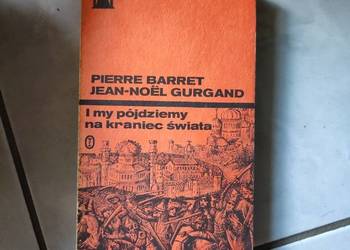 PIERRE BARRET
JEAN-NOËL GURGAND
I my pójdziemy
na kraniec świata